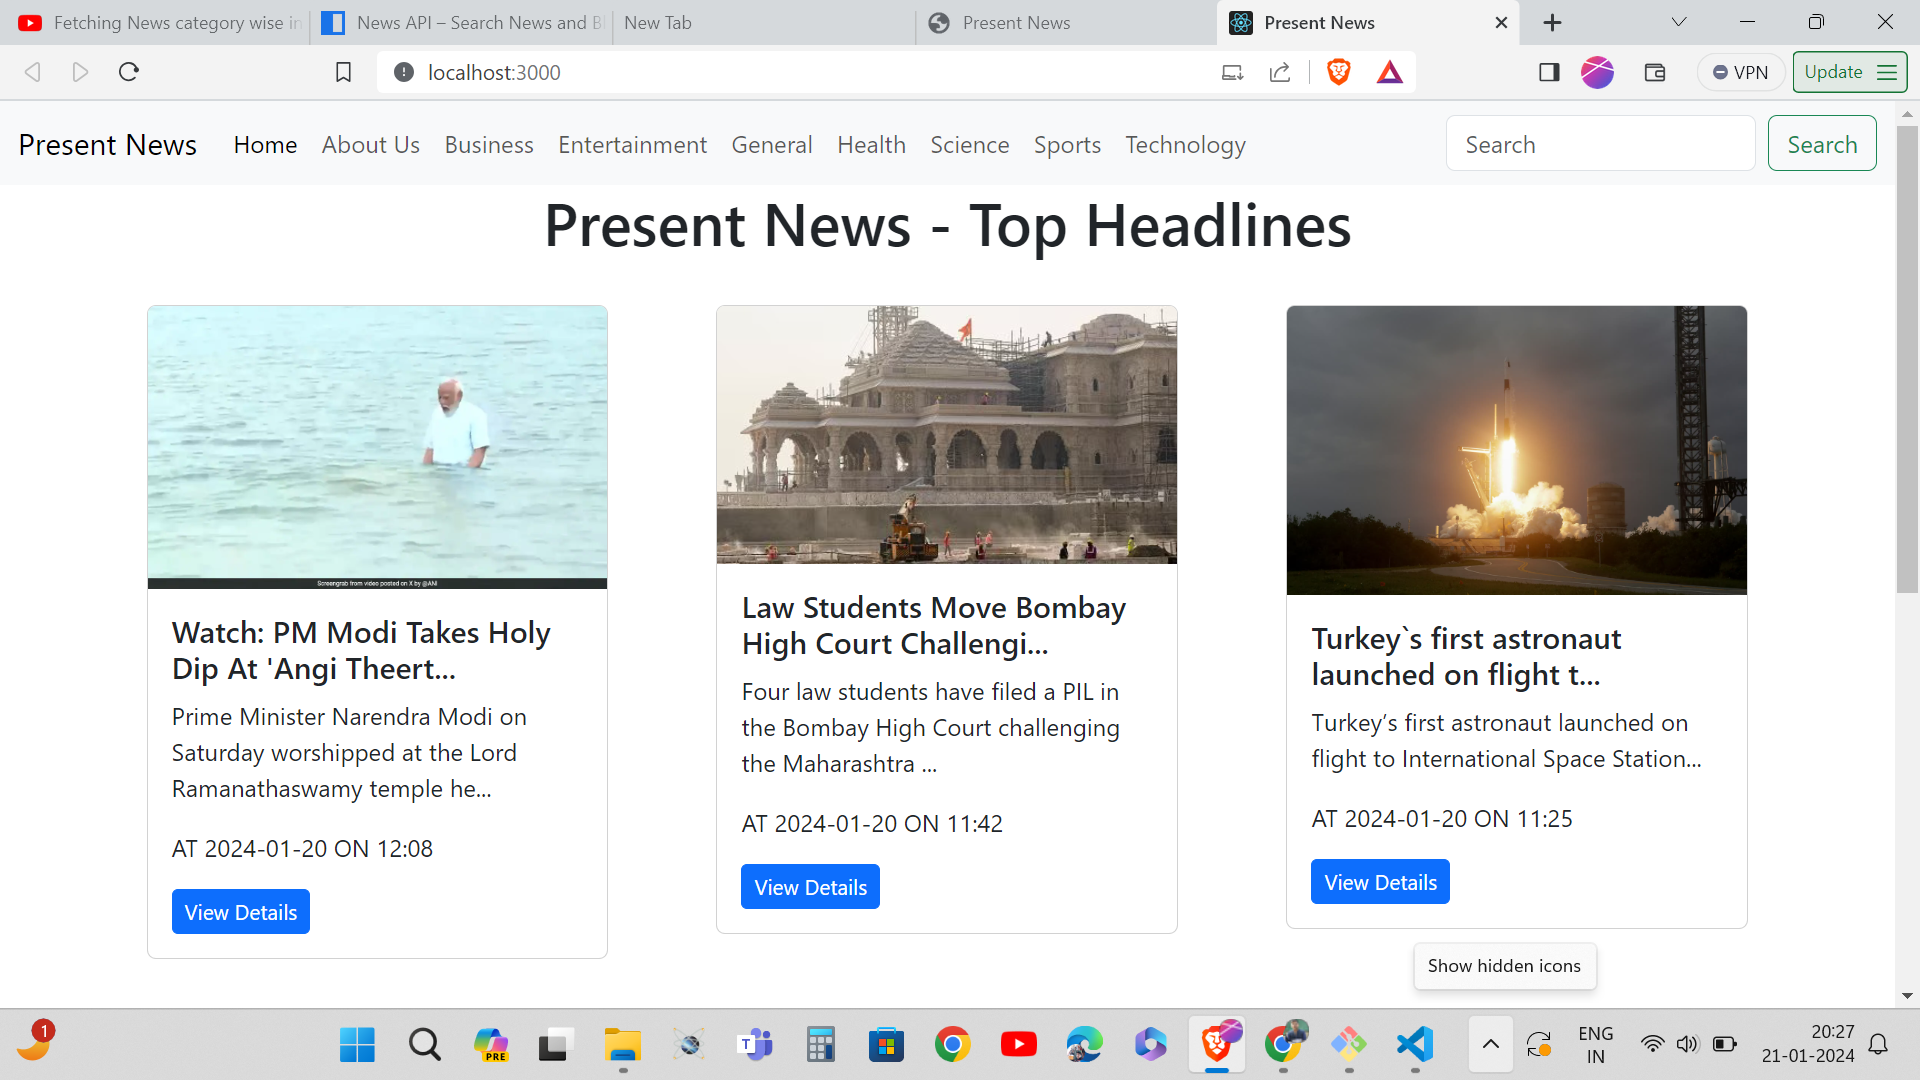 Fetching News category wise in
News API – Search News and B
New Tab
Present News
Present News
localhost:3000
VPN
Update
Present News
Home
About Us
Business
Entertainment
General
Health
Science
Sports
Technology
Search
Search
Present News - Top Headlines
Screengrab from video posted on X by @ANI
Watch: PM Modi Takes Holy
Dip At 'Angi Theert...
Prime Minister Narendra Modi on
Saturday worshipped at the Lord
Ramanathaswamy temple he...
AT 2024-01-20 ON 12:08
View Details
Law Students Move Bombay
High Court Challengi...
Four law students have filed a PIL in
the Bombay High Court challenging
the Maharashtra ...
AT 2024-01-20 ON 11:42
View Details
Turkey`s first astronaut
launched on flight t...
Turkey’s first astronaut launched on
flight to International Space Station...
AT 2024-01-20 ON 11:25
View Details
Show hidden icons
1
PRE
T
ENG
IN
20:27
21-01-2024